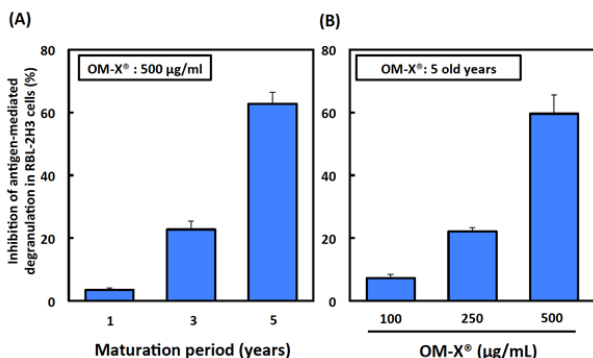 (A)
Inhibition of antigen-mediated
degranulation in RBL-2H3 cells (%)
80
60
40
20
0
OM-X® : 500 µg/ml
1 3 5
Maturation period (years)
(B)
80
60
40
20
0
OM-X®: 5 old years
100 250 500
OM-X® (µg/mL)